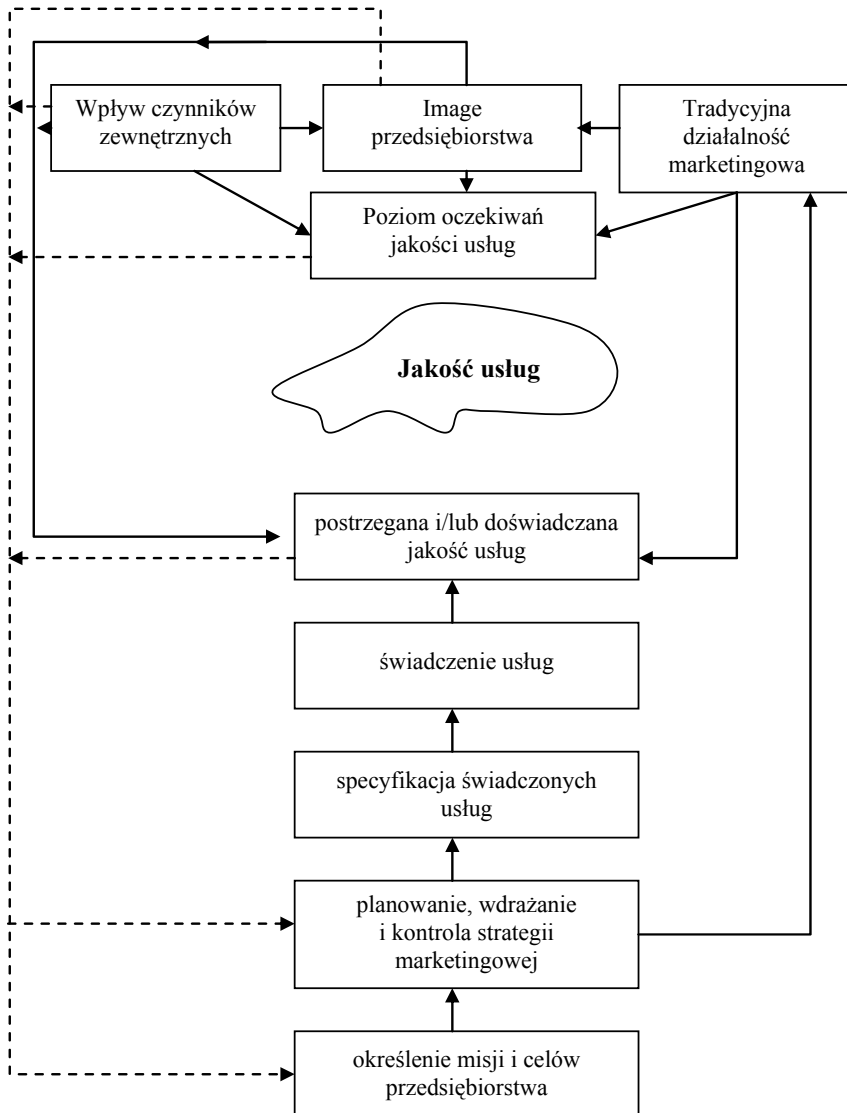 Wpływ czynników
zewnętrznych
Image
przedsiębiorstwa
Tradycyjna
działalność
marketingowa
Poziom oczekiwań
jakości usług
Jakość usług
postrzegana i/lub doświadczana
jakość usług
świadczenie usług
specyfikacja świadczonych
usług
planowanie, wdrażanie
i kontrola strategii
marketingowej
określenie misji i celów
przedsiębiorstwa